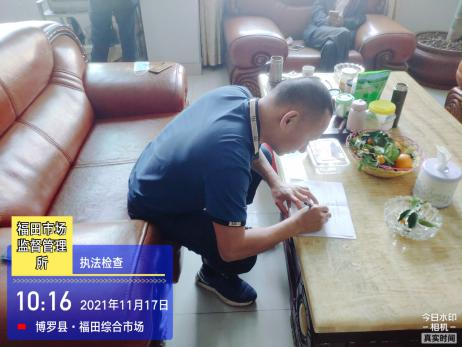 福田市场
监督管理
所
执法检查
10:16 2021年11月17日
博罗县·福田综合市场
今日水印
-相机-
真实时间